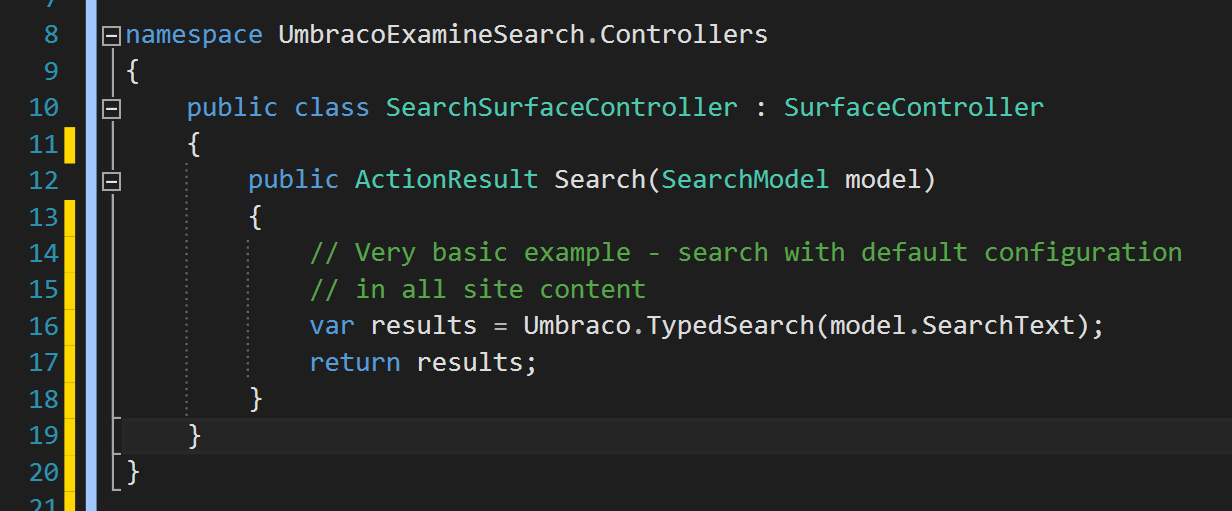 8 namespace UmbracoExamineSearch.Controllers
9 {
10 public class SearchSurfaceController : SurfaceController
11 {
12 public ActionResult Search(SearchModel model)
13 {
14 // Very basic example - search with default configuration
15 // in all site content
16 var results = Umbraco.TypedSearch(model.SearchText);
17 return results;
18 }
19 }
20 }
21